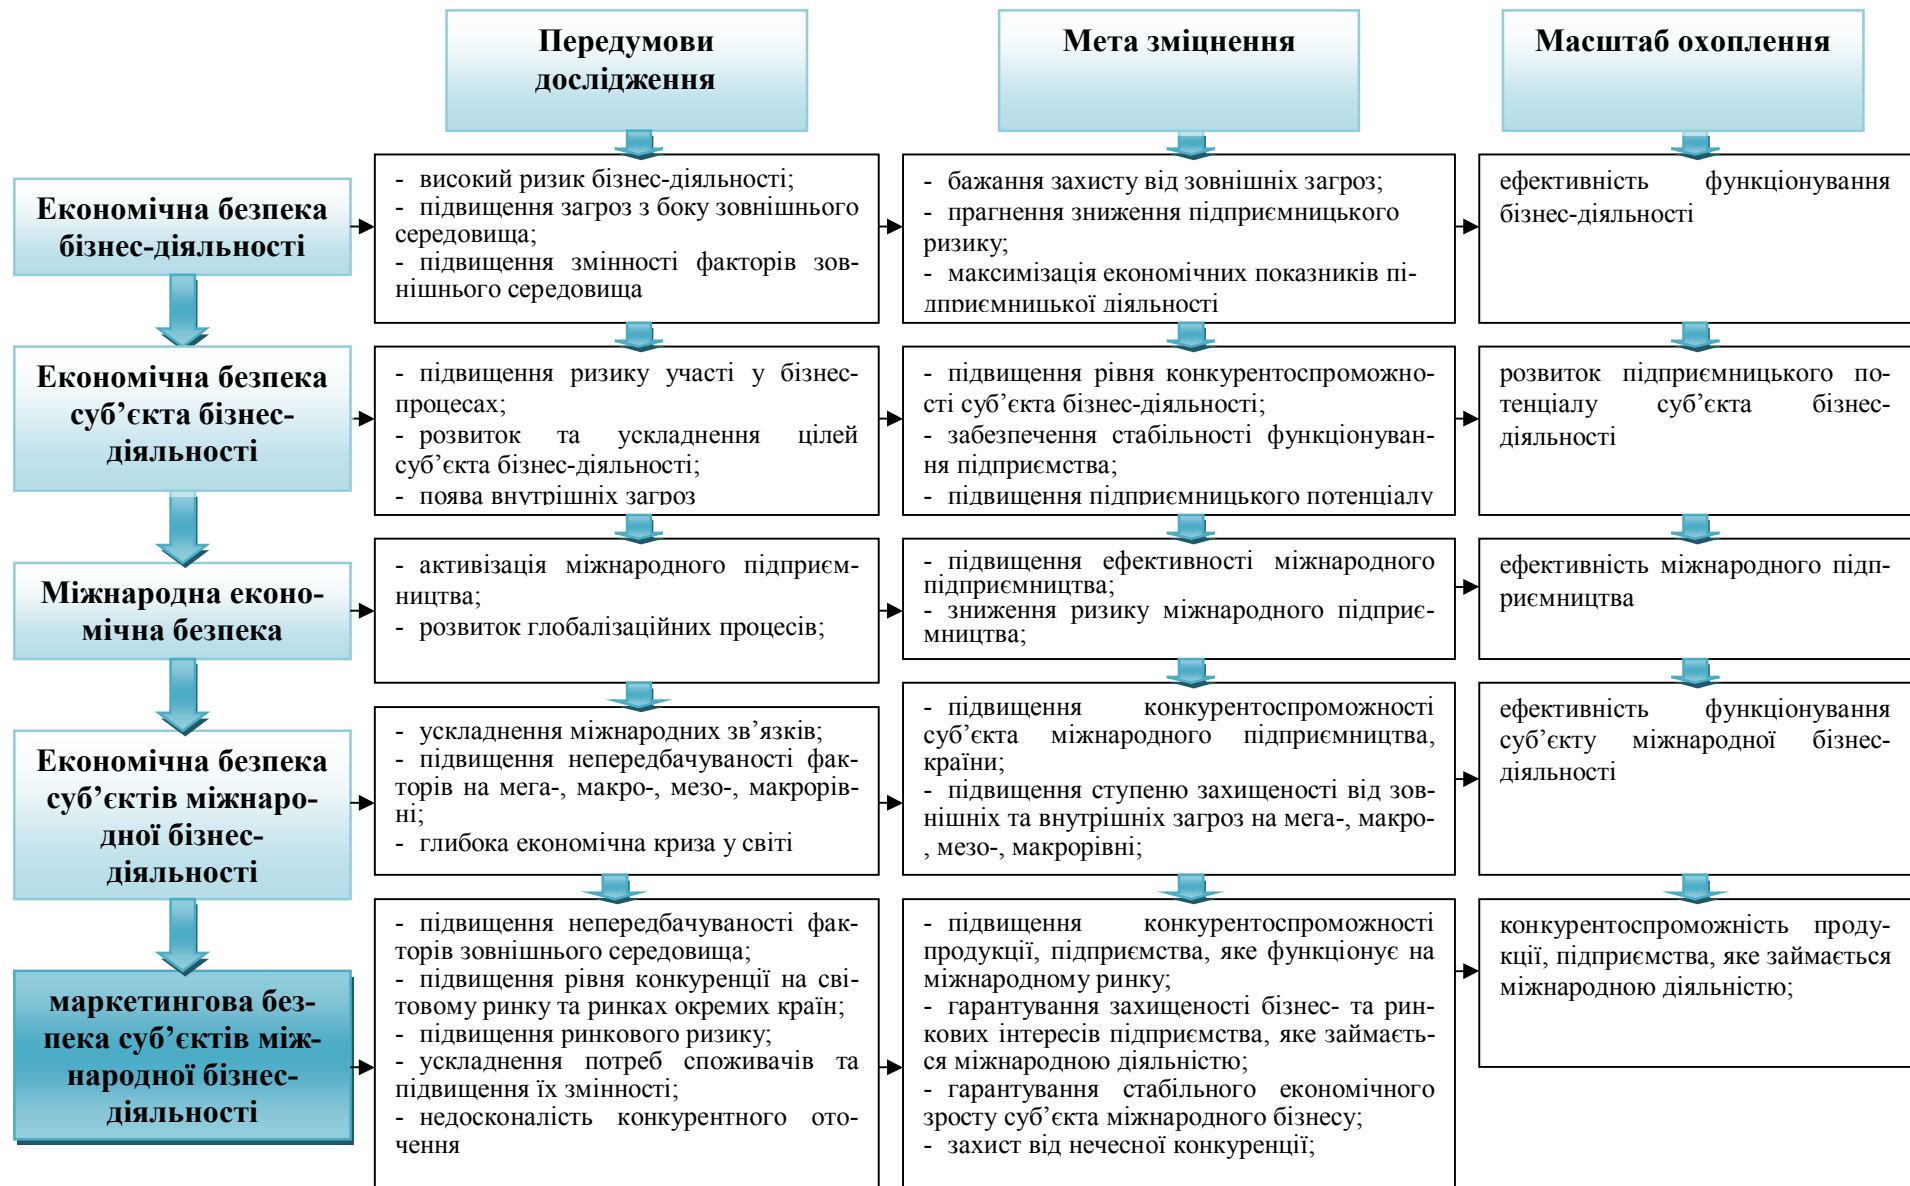 Передумови
дослідження
Мета зміцнення
Масштаб охоплення
Економічна безпека
бізнес-діяльності
- високий ризик бізнес-діяльності;
- підвищення загроз з боку зовнішнього
середовища;
- підвищення змінності факторів зов-
нішнього середовища
- бажання захисту від зовнішніх загроз;
- прагнення зниження підприємницького
ризику;
- максимізація економічних показників пі-
дприємницької діяльності
ефективність функціонування
бізнес-діяльності
Економічна безпека
суб’єкта бізнес-
діяльності
- підвищення ризику участі у бізнес-
процесах;
- розвиток та ускладнення цілей
суб’єкта бізнес-діяльності;
- поява внутрішніх загроз
- підвищення рівня конкурентоспроможно-
сті суб’єкта бізнес-діяльності;
- забезпечення стабільності функціонуван-
ня підприємства;
- підвищення підприємницького потенціалу
розвиток підприємницького по-
тенціалу суб’єкта бізнес-
діяльності
Міжнародна еконо-
мічна безпека
- активізація міжнародного підприєм-
ництва;
- розвиток глобалізаційних процесів;
- підвищення ефективності міжнародного
підприємництва;
- зниження ризику міжнародного підприє-
мництва;
ефективність міжнародного підп-
риємництва
Економічна безпека
суб’єктів міжнаро-
дної бізнес-
діяльності
- ускладнення міжнародних зв’язків;
- підвищення непередбачуваності фак-
торів на мега-, макро-, мезо-, макрорів-
ні;
- глибока економічна криза у світі
- підвищення конкурентоспроможності
суб’єкта міжнародного підприємництва,
країни;
- підвищення ступеню захищеності від зов-
нішніх та внутрішніх загроз на мега-, макро-
, мезо-, макрорівні;
ефективність функціонування
суб’єкту міжнародної бізнес-
діяльності
маркетингова без-
пека суб’єктів між-
народної бізнес-
діяльності
- підвищення непередбачуваності фак-
торів зовнішнього середовища;
- підвищення рівня конкуренції на сві-
товому ринку та ринках окремих країн;
- підвищення ринкового ризику;
- ускладнення потреб споживачів та
підвищення їх змінності;
- недосконалість конкурентного ото-
чення
- підвищення конкурентоспроможності
продукції, підприємства, яке функціонує на
міжнародному ринку;
- гарантування захищеності бізнес- та рин-
кових інтересів підприємства, яке займаєть-
ся міжнародною діяльністю;
- гарантування стабільного економічного
зросту суб’єкта міжнародного бізнесу;
- захист від нечесної конкуренції;
конкурентоспроможність проду-
кції, підприємства, яке займається
міжнародною діяльністю;